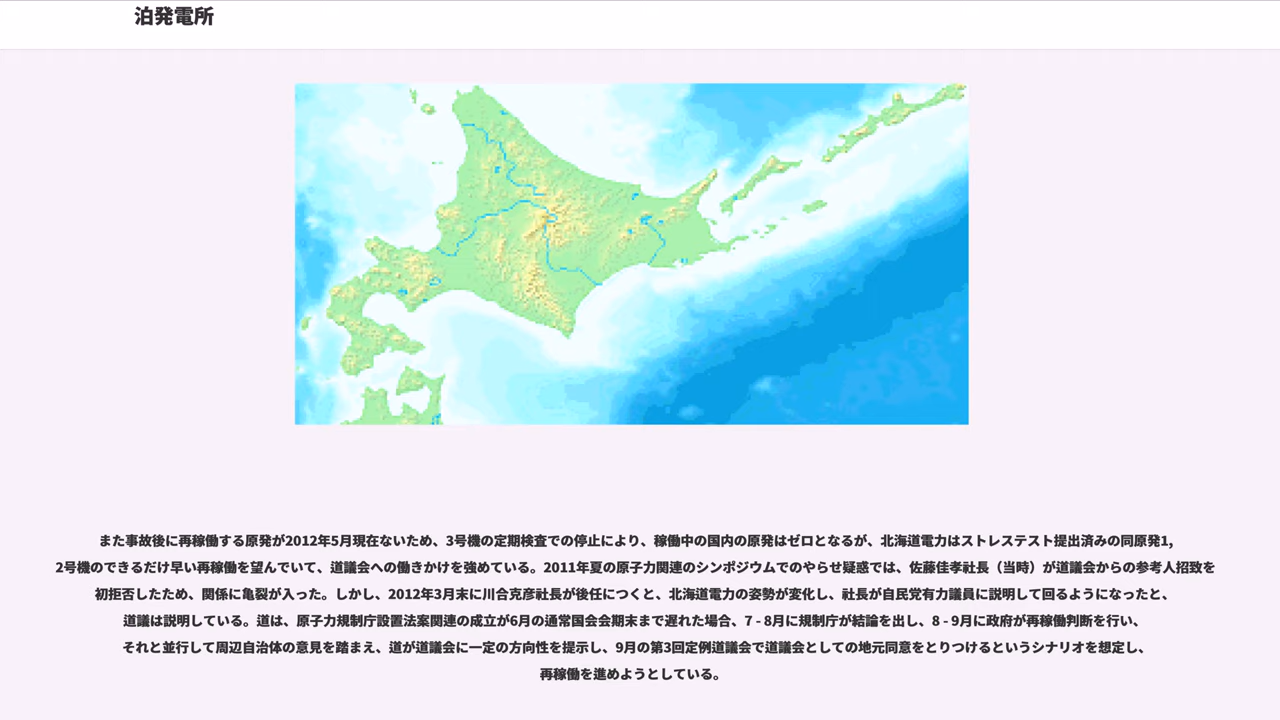 泊発電所
また事故後に再稼働する原発が2012年5月現在ないため、3号機の定期検査での停止により、稼働中の国内の原発はゼロとなるが、北海道電力はストレステスト提出済みの同原発1,
2号機のできるだけ早い再稼働を望んでいて、道議会への働きかけを強めている。2011年夏の原子力関連のシンポジウムでのやらせ疑惑では、佐藤佳孝社長（当時）が道議会からの参考人招致を
初拒否したため、関係に亀裂が入った。しかし、2012年3月末に川合克彦社長が後任につくと、北海道電力の姿勢が変化し、社長が自民党有力議員に説明して回るようになったと、
道議は説明している。道は、原子力規制庁設置法案関連の成立が6月の通常国会会期末まで遅れた場合、7 - 8月に規制庁が結論を出し、8 - 9月に政府が再稼働判断を行い、
それと並行して周辺自治体の意見を踏まえ、道が道議会に一定の方向性を提示し、9月の第3回定例道議会で道議会としての地元同意をとりつけるというシナリオを想定し、
再稼働を進めようとしている。